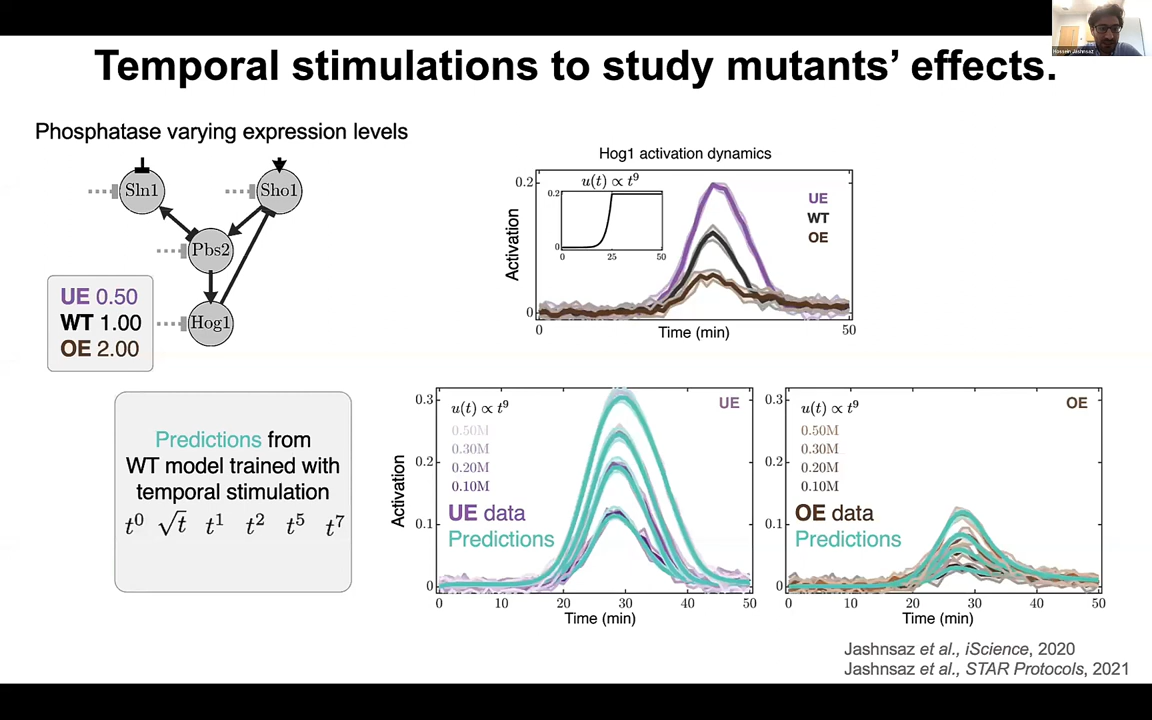 Temporal stimulations to study mutants' effects.
Hossein Jashnsaz
Phosphatase varying expression levels
Sln1
Sho1
Pbs2
Hog1
UE 0.50
WT 1.00
OE 2.00
Hog1 activation dynamics
u(t) ∝ t⁹
0.2
0
0 25 50
UE
WT
OE
Activation
0.2
0
0 50
Time (min)
Predictions from
WT model trained with
temporal stimulation
t⁰ √t t¹ t² t⁵ t⁷
u(t) ∝ t⁹
UE
0.50M
0.30M
0.20M
0.10M
UE data
Predictions
Activation
0.3
0.2
0.1
0
0 10 20 30 40 50
Time (min)
u(t) ∝ t⁹
OE
0.50M
0.30M
0.20M
0.10M
OE data
Predictions
0.3
0.2
0.1
0
0 10 20 30 40 50
Time (min)
Jashnsaz et al., iScience, 2020
Jashnsaz et al., STAR Protocols, 2021